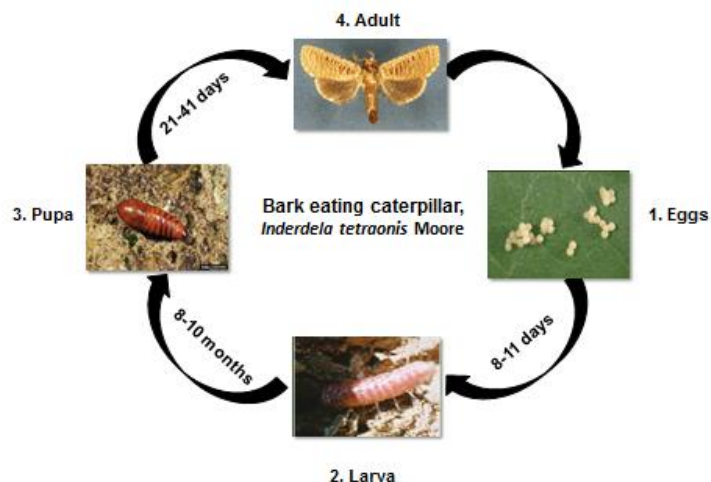 4. Adult
21-41 days
3. Pupa
Bark eating caterpillar,
Inderdela tetraonis Moore
1. Eggs
8-10 months
8-11 days
2. Larva